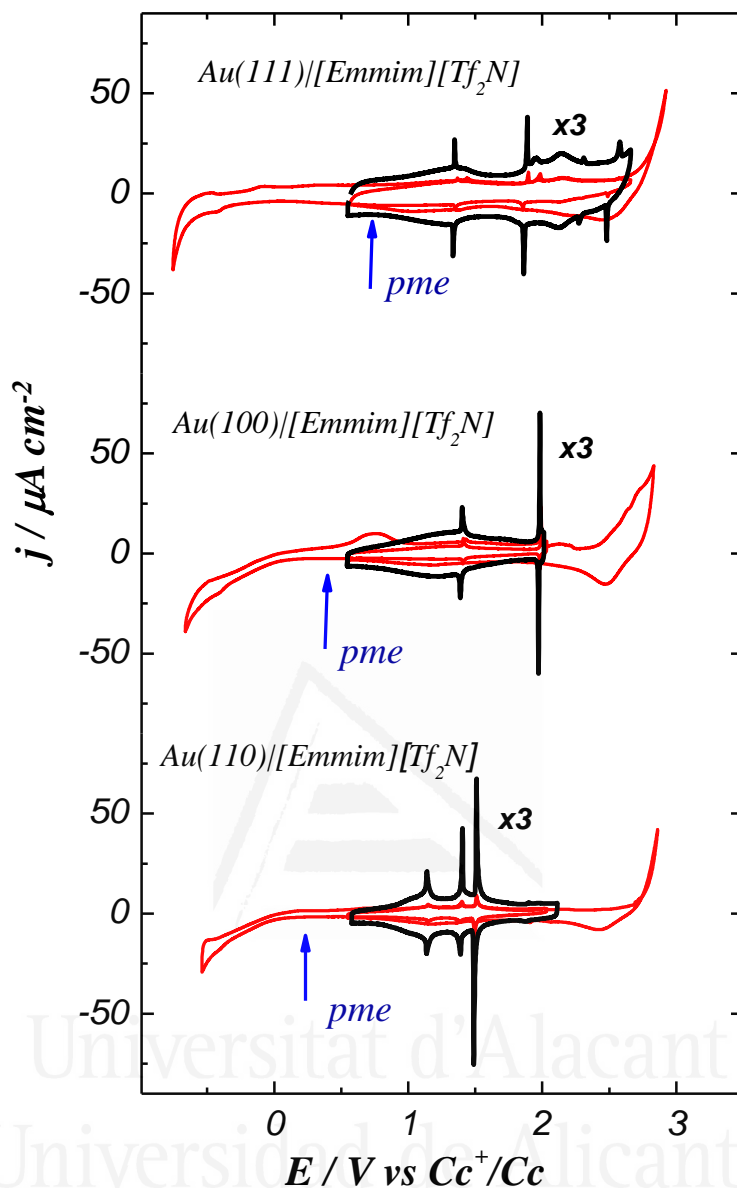 Au(111)/[Emmim][Tf₂N]
x3
50
0
-50
pme
Au(100)/[Emmim][Tf₂N]
x3
50
0
-50
pme
j / μA cm⁻²
Au(110)/[Emmim][Tf₂N]
x3
50
0
-50
pme
Universitat d'Alacant
0 1 2 3
Universidad de Alicante
E / V vs Cc⁺/Cc